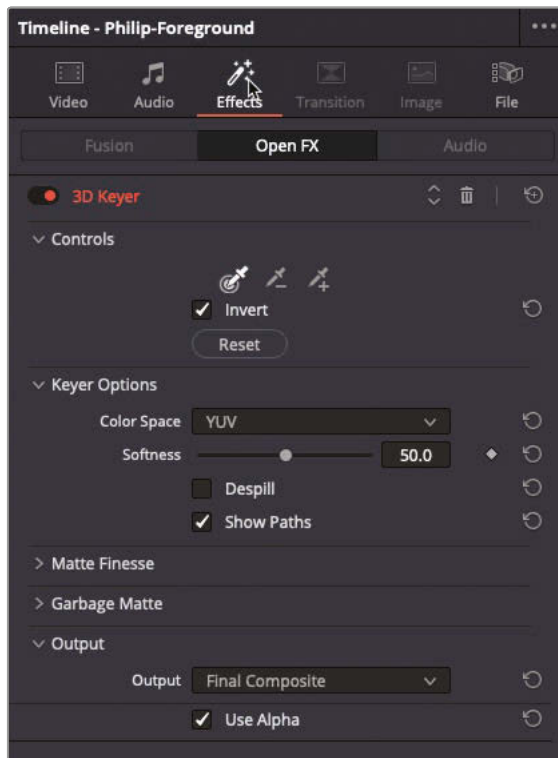 Timeline - Philip-Foreground
Video Audio Effects Transition Image File
Fusion Open FX Audio
3D Keyer
Controls
Invert
Reset
Keyer Options
Color Space YUV
Softness 50.0
Despill
Show Paths
Matte Finesse
Garbage Matte
Output
Output Final Composite
Use Alpha